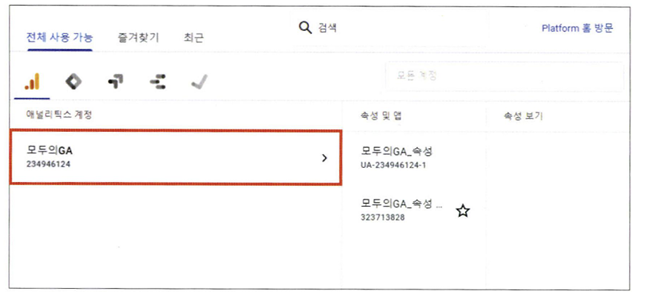 전체 사용 가능
즐겨찾기
최근
검색
Platform 홈 방문
모든 계정
애널리틱스 계정
속성 및 앱
속성 보기
모두의GA
234946124
모두의GA_속성
UA-234946124-1
모두의GA_속성 ...
323713828